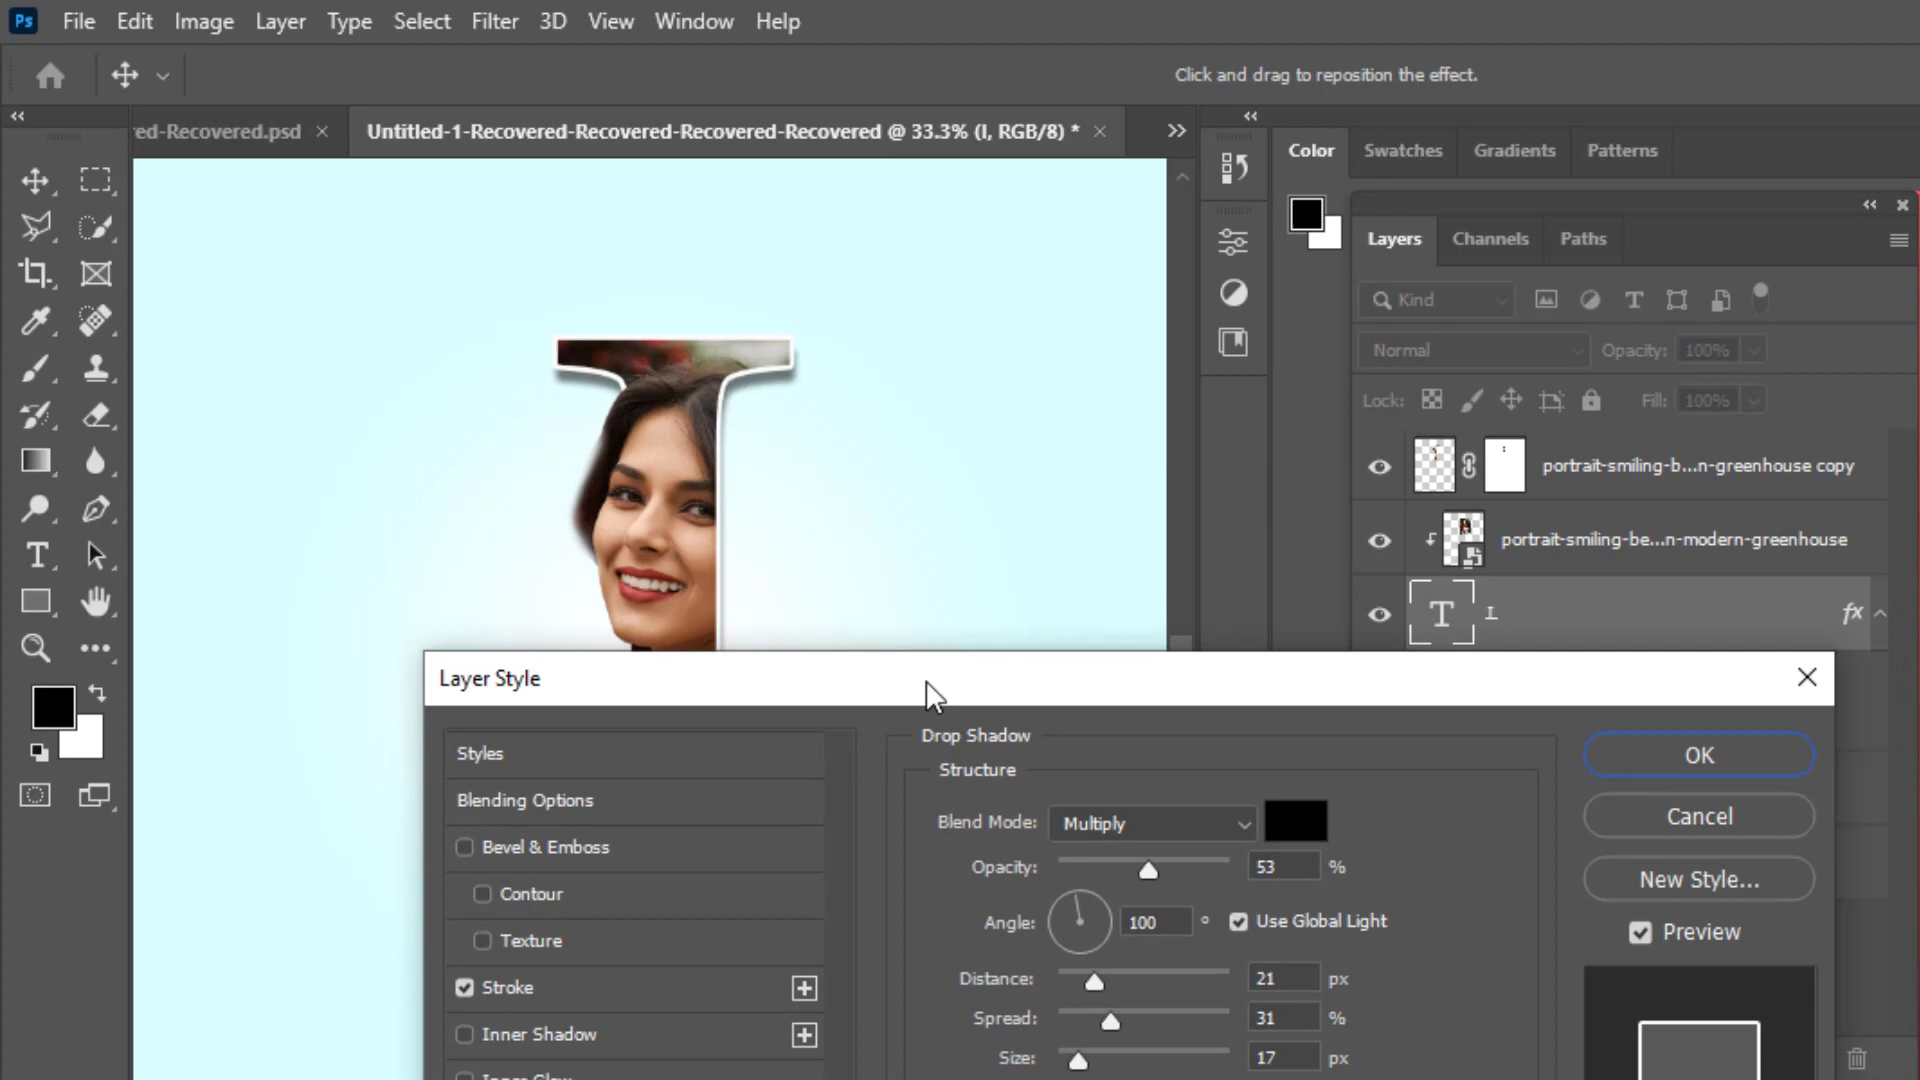 Ps File Edit Image Layer Type Select Filter 3D View Window Help
Click and drag to reposition the effect.
ed-Recovered.psd × Untitled-1-Recovered-Recovered-Recovered-Recovered @ 33.3% (I, RGB/8) * ×
Color Swatches Gradients Patterns
Layers Channels Paths
Kind
Normal Opacity: 100%
Lock: Fill: 100%
portrait-smiling-b...n-greenhouse copy
portrait-smiling-be...n-modern-greenhouse
T I fx
Layer Style
Styles
Blending Options
Bevel & Emboss
Contour
Texture
Stroke
Inner Shadow
Drop Shadow
Structure
Blend Mode: Multiply
Opacity: 53 %
Angle: 100 ° Use Global Light
Distance: 21 px
Spread: 31 %
Size: 17 px
OK
Cancel
New Style...
Preview